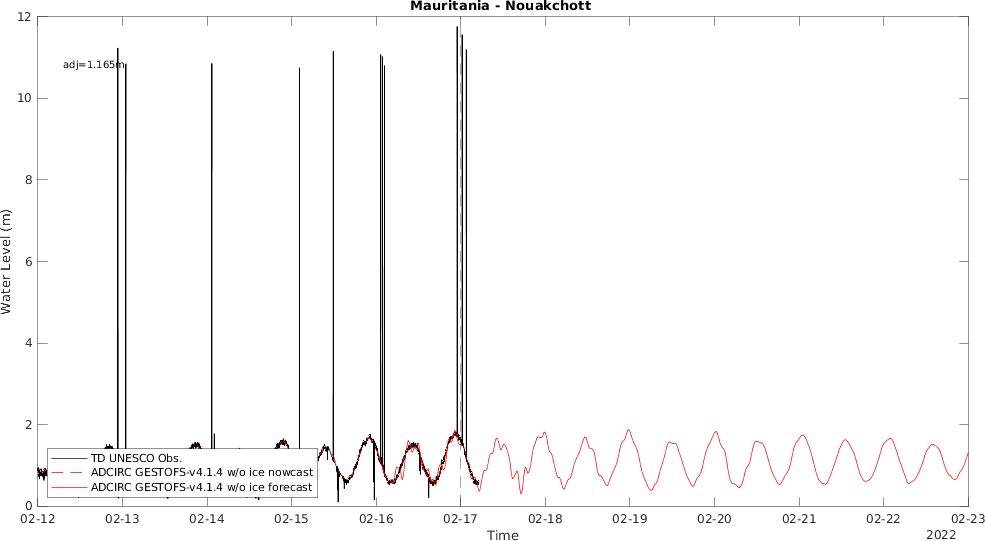 Mauritania - Nouakchott
12
adj=1.165m
10
8
6
4
2
0
Water Level (m)
TD UNESCO Obs.
ADCIRC GESTOFS-v4.1.4 w/o ice nowcast
ADCIRC GESTOFS-v4.1.4 w/o ice forecast
02-12 02-13 02-14 02-15 02-16 02-17 02-18 02-19 02-20 02-21 02-22 02-23
Time
2022